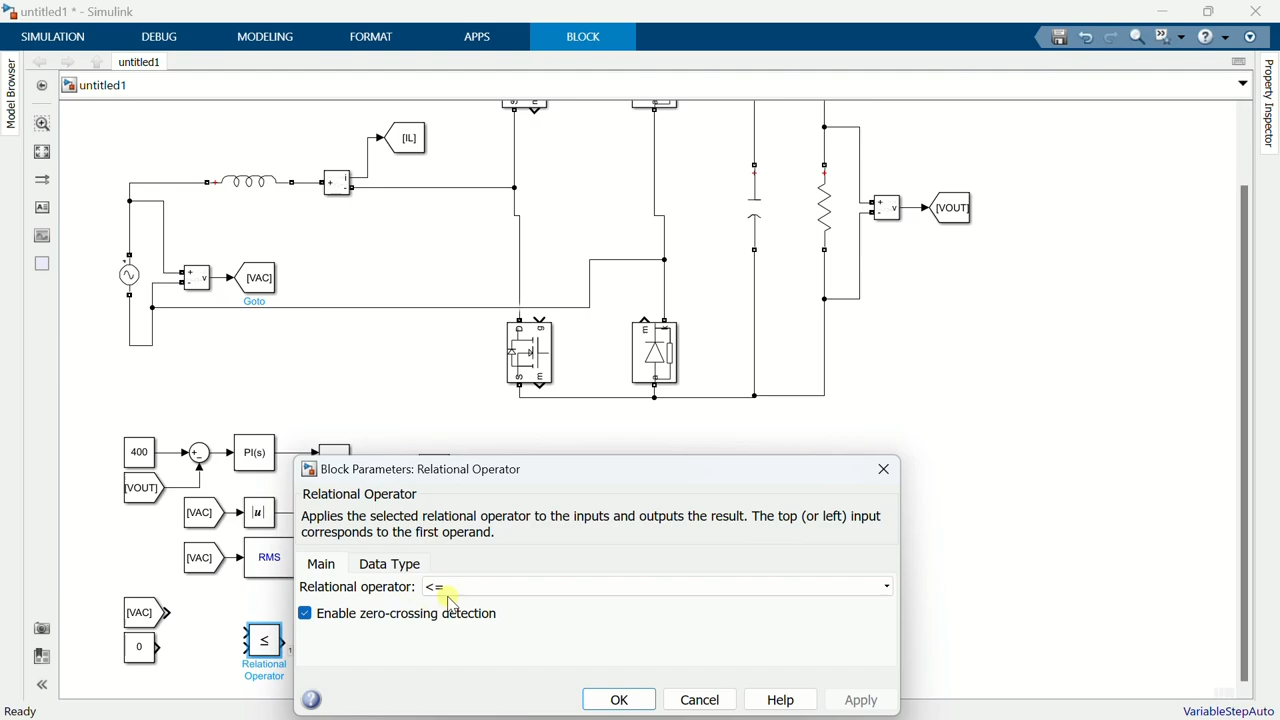 untitled1 * - Simulink
SIMULATION DEBUG MODELING FORMAT APPS BLOCK
Model Browser
untitled1
untitled1
Property Inspector
[IL]
+ i
-
[VOUT]
+ v
-
[VAC]
Goto
+ v
-
D g
S m
m k
a
400
+
-
PI(s)
[VOUT]
[VAC]
|u|
[VAC]
RMS
[VAC]
0
≤
Relational
Operator
Block Parameters: Relational Operator
Relational Operator
Applies the selected relational operator to the inputs and outputs the result. The top (or left) input
corresponds to the first operand.
Main Data Type
Relational operator: <=
Enable zero-crossing detection
OK Cancel Help Apply
Ready
VariableStepAuto